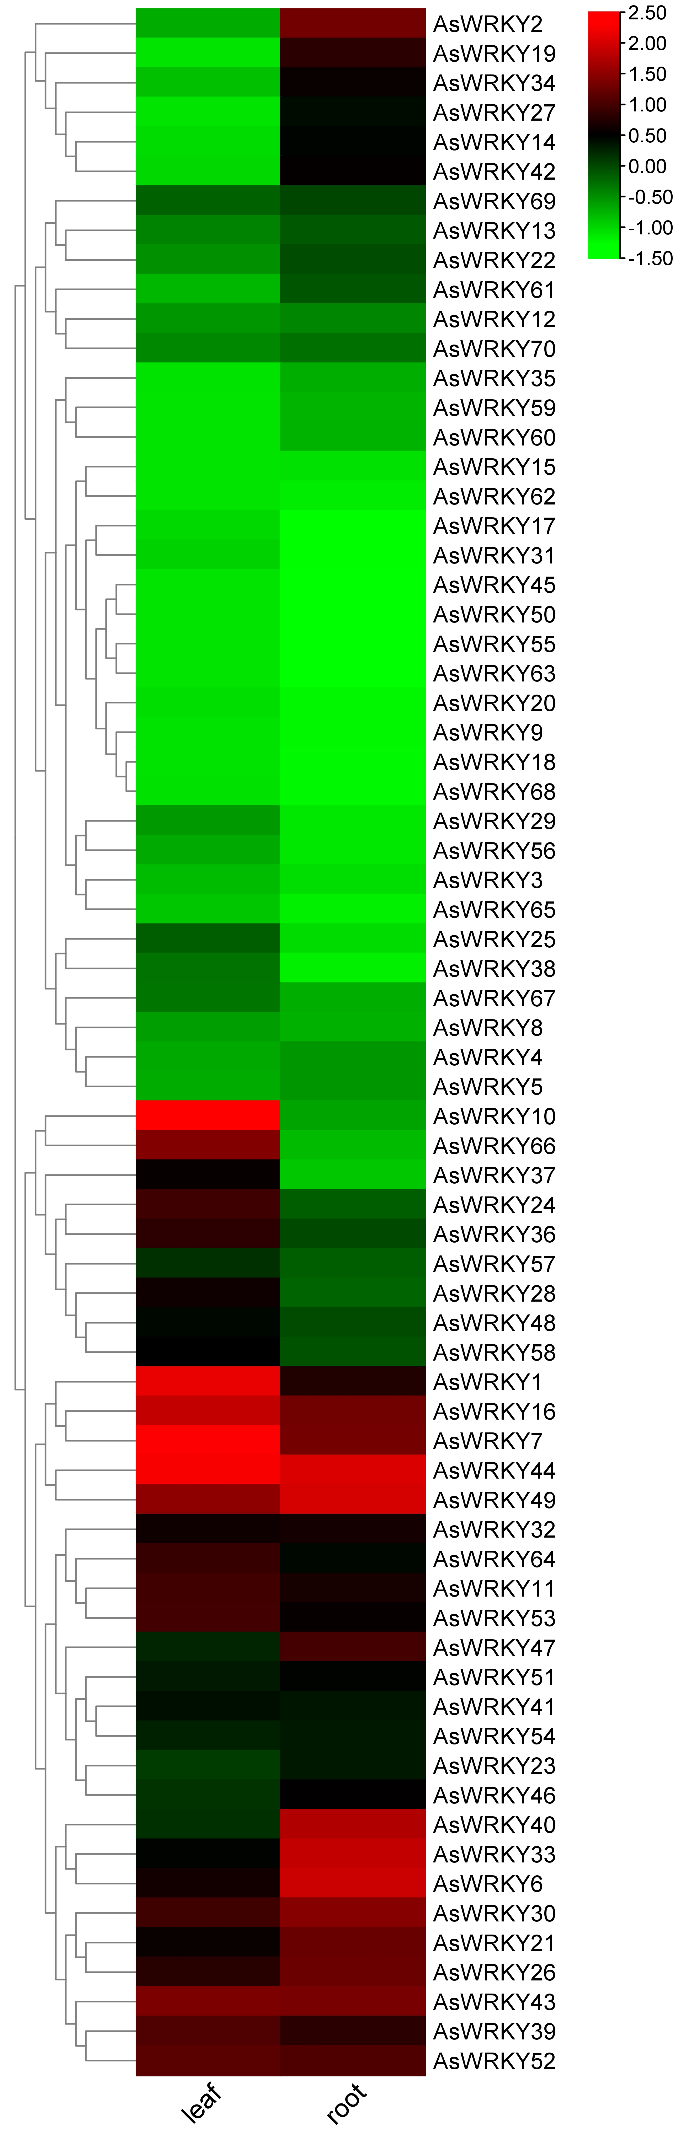 AsWRKY2
AsWRKY19
AsWRKY34
AsWRKY27
AsWRKY14
AsWRKY42
AsWRKY69
AsWRKY13
AsWRKY22
AsWRKY61
AsWRKY12
AsWRKY70
AsWRKY35
AsWRKY59
AsWRKY60
AsWRKY15
AsWRKY62
AsWRKY17
AsWRKY31
AsWRKY45
AsWRKY50
AsWRKY55
AsWRKY63
AsWRKY20
AsWRKY9
AsWRKY18
AsWRKY68
AsWRKY29
AsWRKY56
AsWRKY3
AsWRKY65
AsWRKY25
AsWRKY38
AsWRKY67
AsWRKY8
AsWRKY4
AsWRKY5
AsWRKY10
AsWRKY66
AsWRKY37
AsWRKY24
AsWRKY36
AsWRKY57
AsWRKY28
AsWRKY48
AsWRKY58
AsWRKY1
AsWRKY16
AsWRKY7
AsWRKY44
AsWRKY49
AsWRKY32
AsWRKY64
AsWRKY11
AsWRKY53
AsWRKY47
AsWRKY51
AsWRKY41
AsWRKY54
AsWRKY23
AsWRKY46
AsWRKY40
AsWRKY33
AsWRKY6
AsWRKY30
AsWRKY21
AsWRKY26
AsWRKY43
AsWRKY39
AsWRKY52
leaf
root
2.50
2.00
1.50
1.00
0.50
0.00
-0.50
-1.00
-1.50